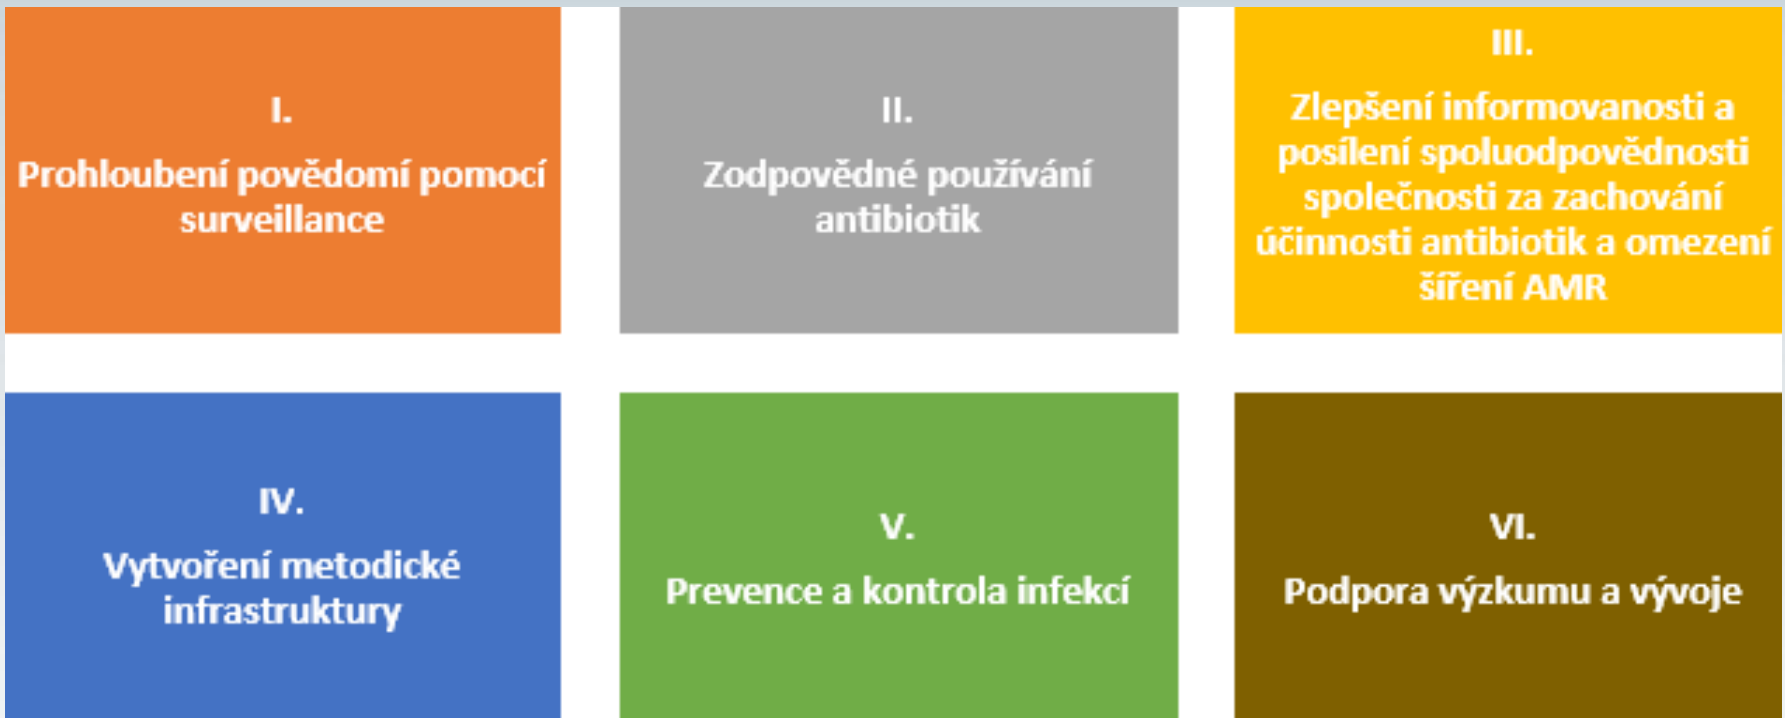 I.
Prohloubení povědomí pomocí
surveillance
II.
Zodpovědné používání
antibiotik
III.
Zlepšení informovanosti a
posílení spoluodpovědnosti
společnosti za zachování
účinnosti antibiotik a omezení
šíření AMR
IV.
Vytvoření metodické
infrastruktury
V.
Prevence a kontrola infekcí
VI.
Podpora výzkumu a vývoje